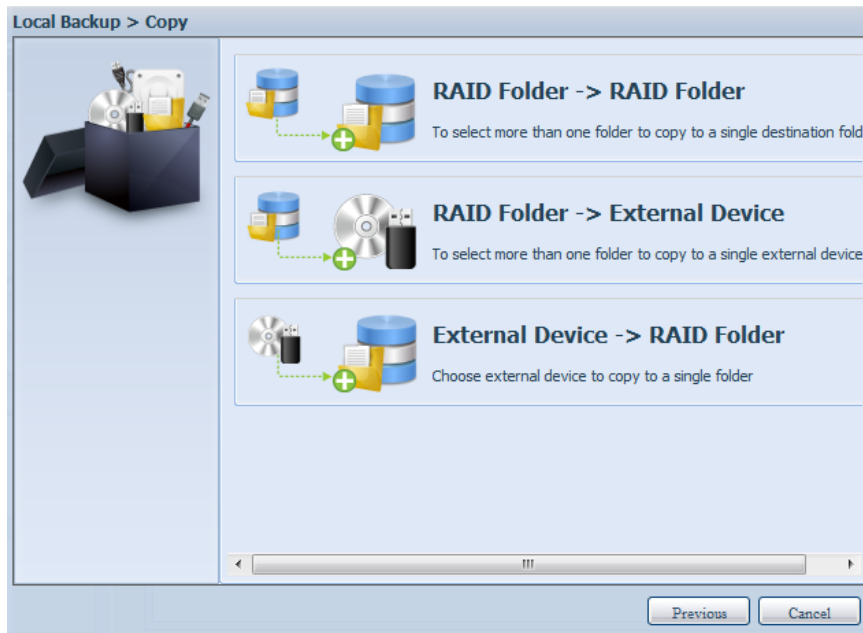 Local Backup > Copy
RAID Folder -> RAID Folder
To select more than one folder to copy to a single destination fold
RAID Folder -> External Device
To select more than one folder to copy to a single external device
External Device -> RAID Folder
Choose external device to copy to a single folder
Previous
Cancel